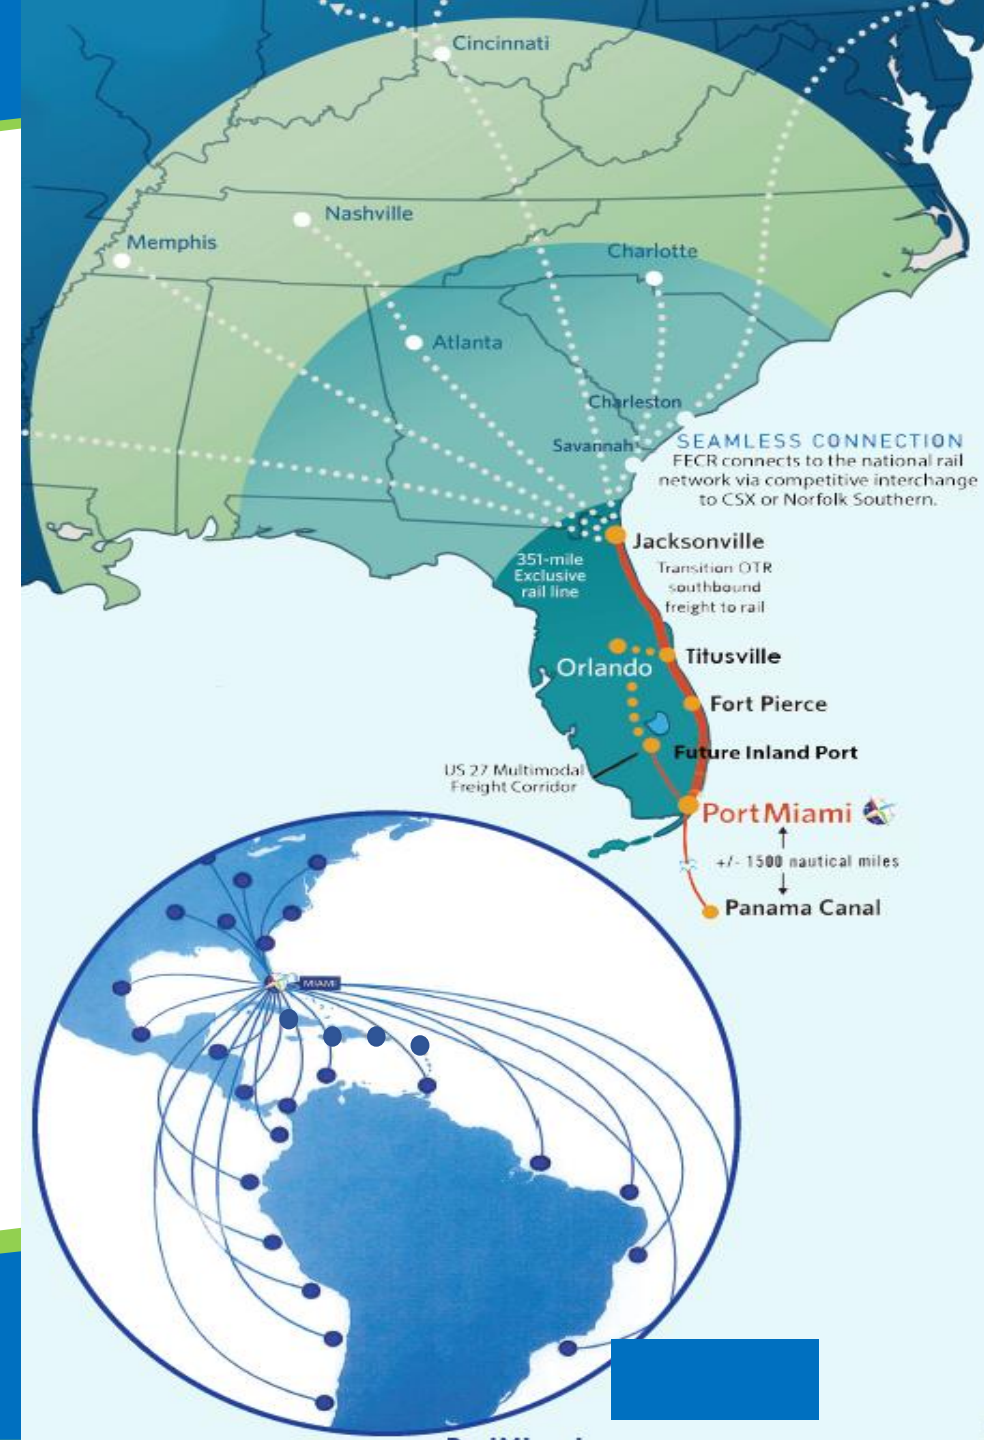 Cincinnati
Nashville
Memphis
Charlotte
Atlanta
Charleston
Savannah
SEAMLESS CONNECTION
FECR connects to the national rail
network via competitive interchange
to CSX or Norfolk Southern.
Jacksonville
351-mile
Exclusive
rail line
Transition OTR
southbound
freight to rail
Titusville
Orlando
Fort Pierce
Future Inland Port
US 27 Multimodal
Freight Corridor
PortMiami
+/- 1500 nautical miles
Panama Canal
MIAMI